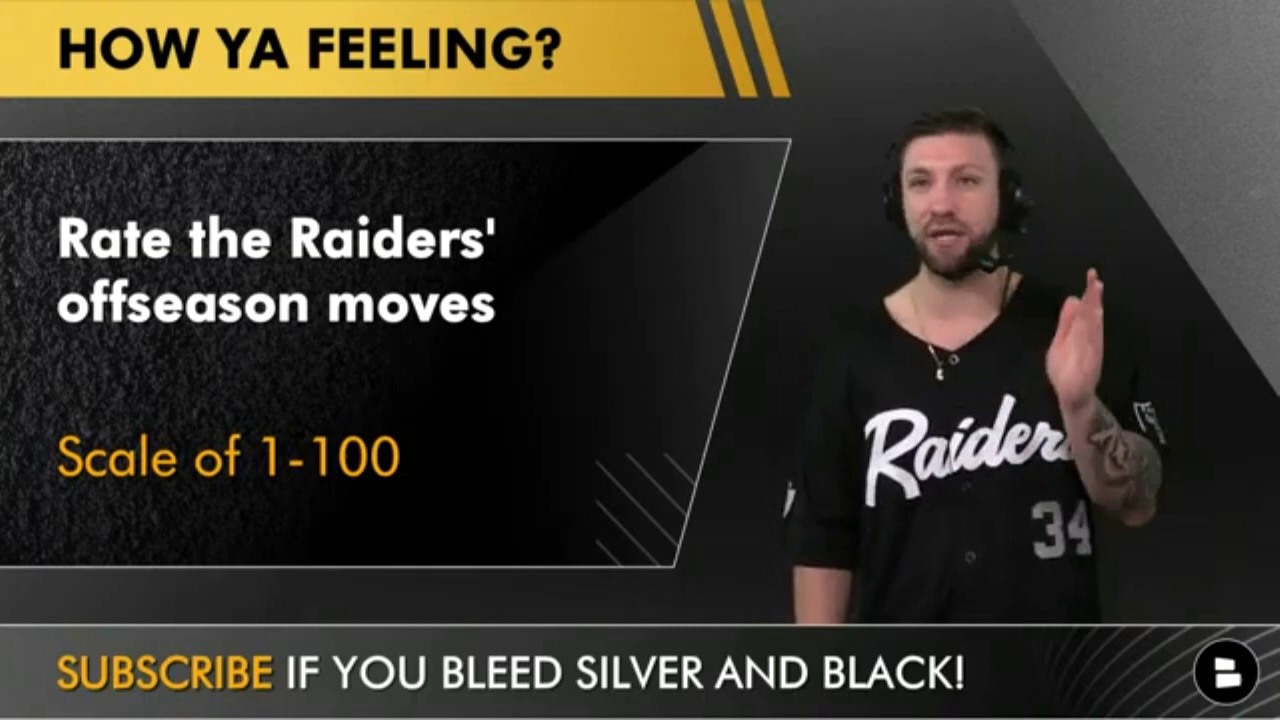 HOW YA FEELING?
Rate the Raiders'
offseason moves
Scale of 1-100
Raiders
34
SUBSCRIBE IF YOU BLEED SILVER AND BLACK!